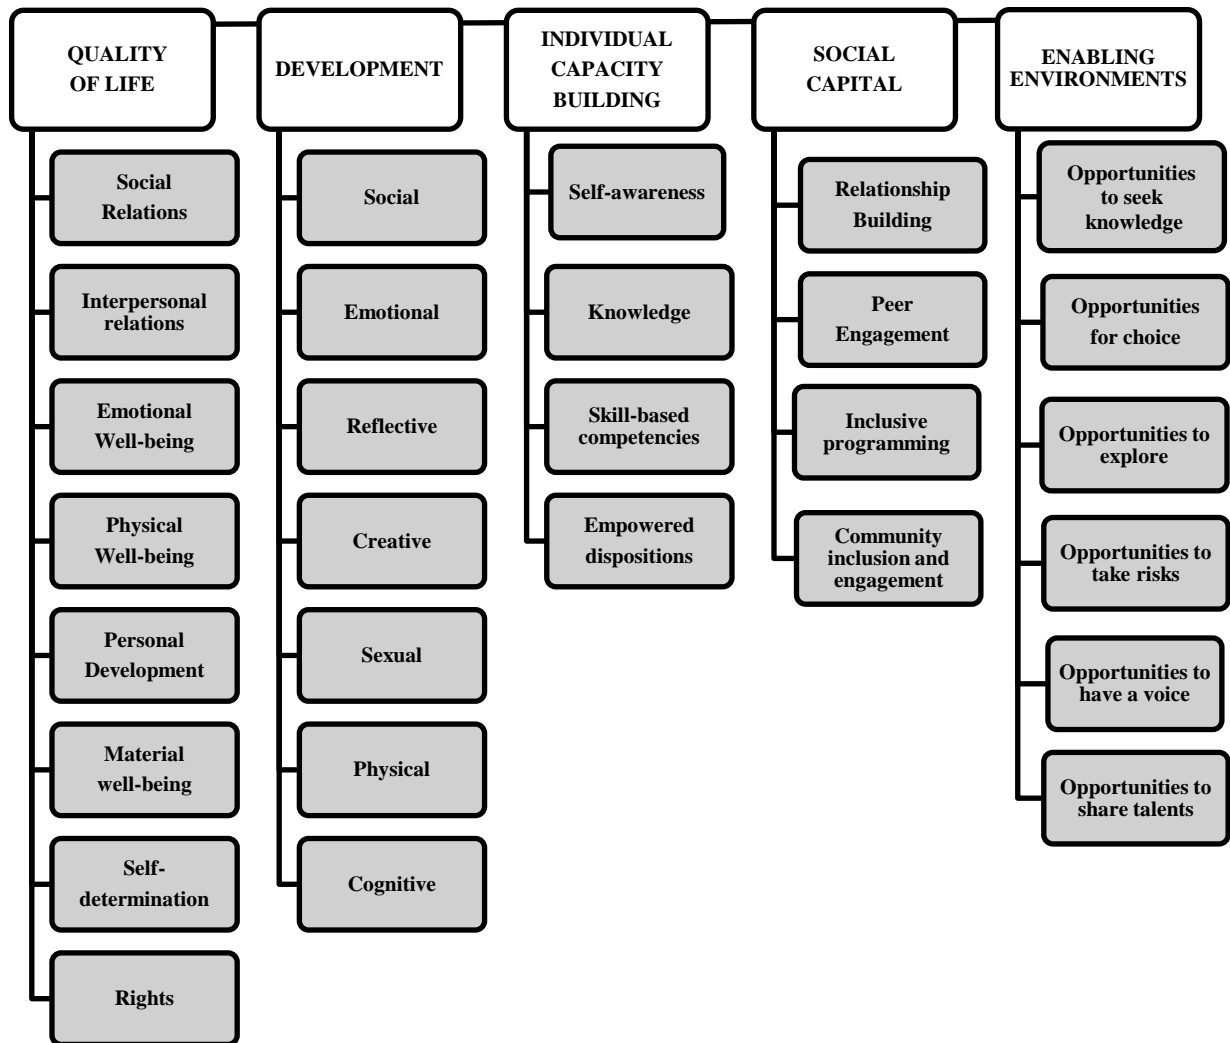 QUALITY
OF LIFE
Social
Relations
Interpersonal
relations
Emotional
Well-being
Physical
Well-being
Personal
Development
Material
well-being
Self-
determination
Rights
DEVELOPMENT
Social
Emotional
Reflective
Creative
Sexual
Physical
Cognitive
INDIVIDUAL
CAPACITY
BUILDING
Self-awareness
Knowledge
Skill-based
competencies
Empowered
dispositions
SOCIAL
CAPITAL
Relationship
Building
Peer
Engagement
Inclusive
programming
Community
inclusion and
engagement
ENABLING
ENVIRONMENTS
Opportunities
to seek
knowledge
Opportunities
for choice
Opportunities to
explore
Opportunities to
take risks
Opportunities to
have a voice
Opportunities to
share talents